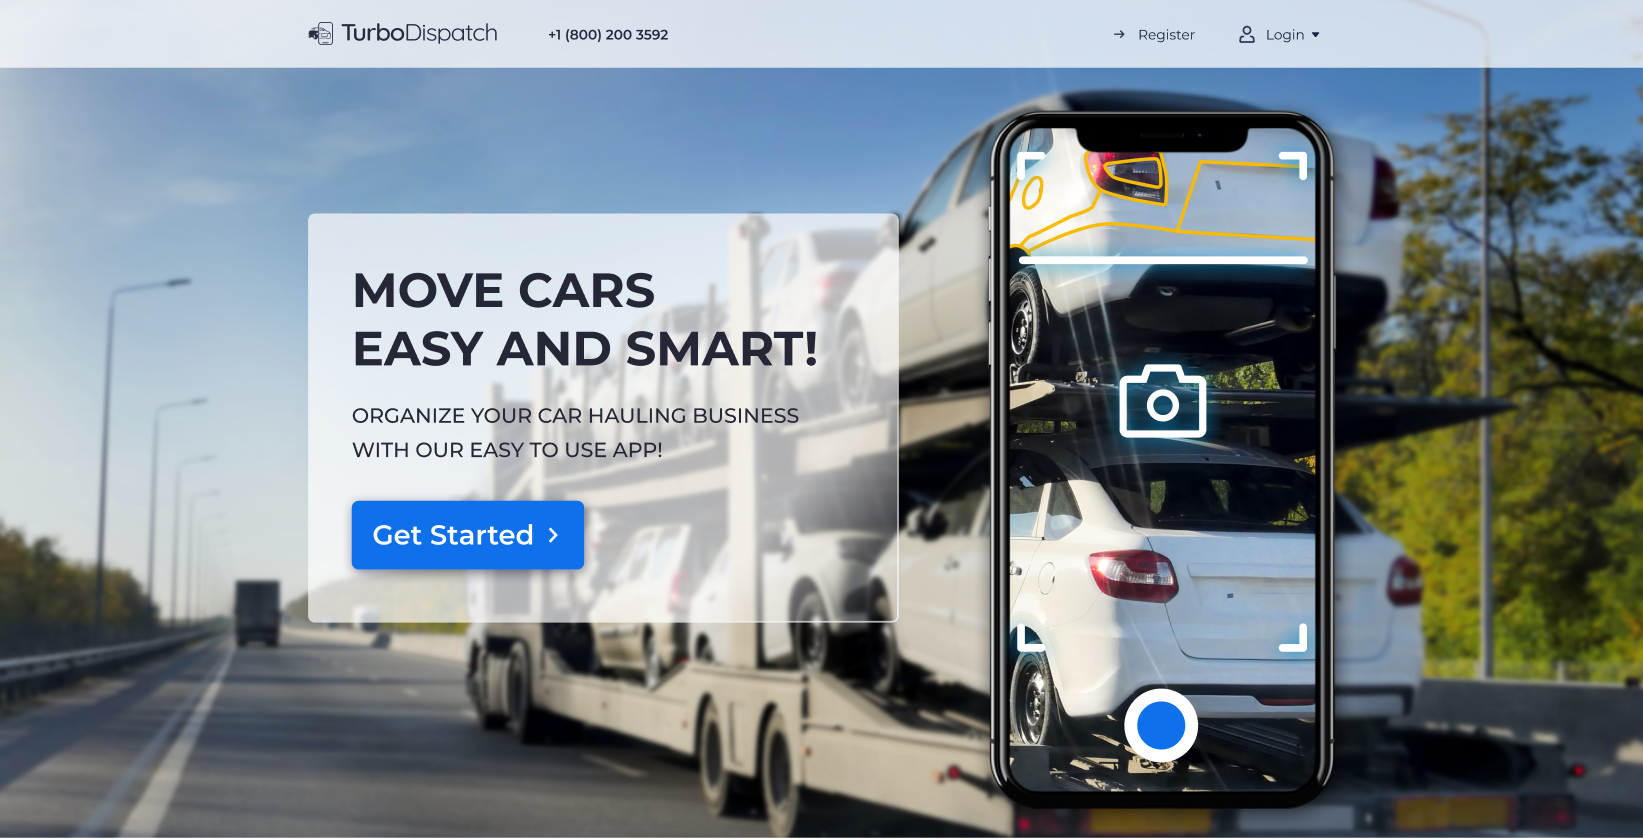 TurboDispatch
+1 (800) 200 3592
Register
Login
MOVE CARS
EASY AND SMART!
ORGANIZE YOUR CAR HAULING BUSINESS
WITH OUR EASY TO USE APP!
Get Started